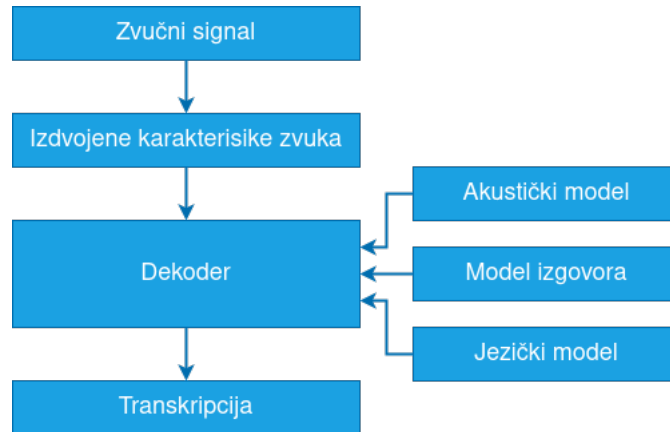 Zvučni signal
Izdvojene karakterisike zvuka
Akustički model
Dekoder
Model izgovora
Jezički model
Transkripcija